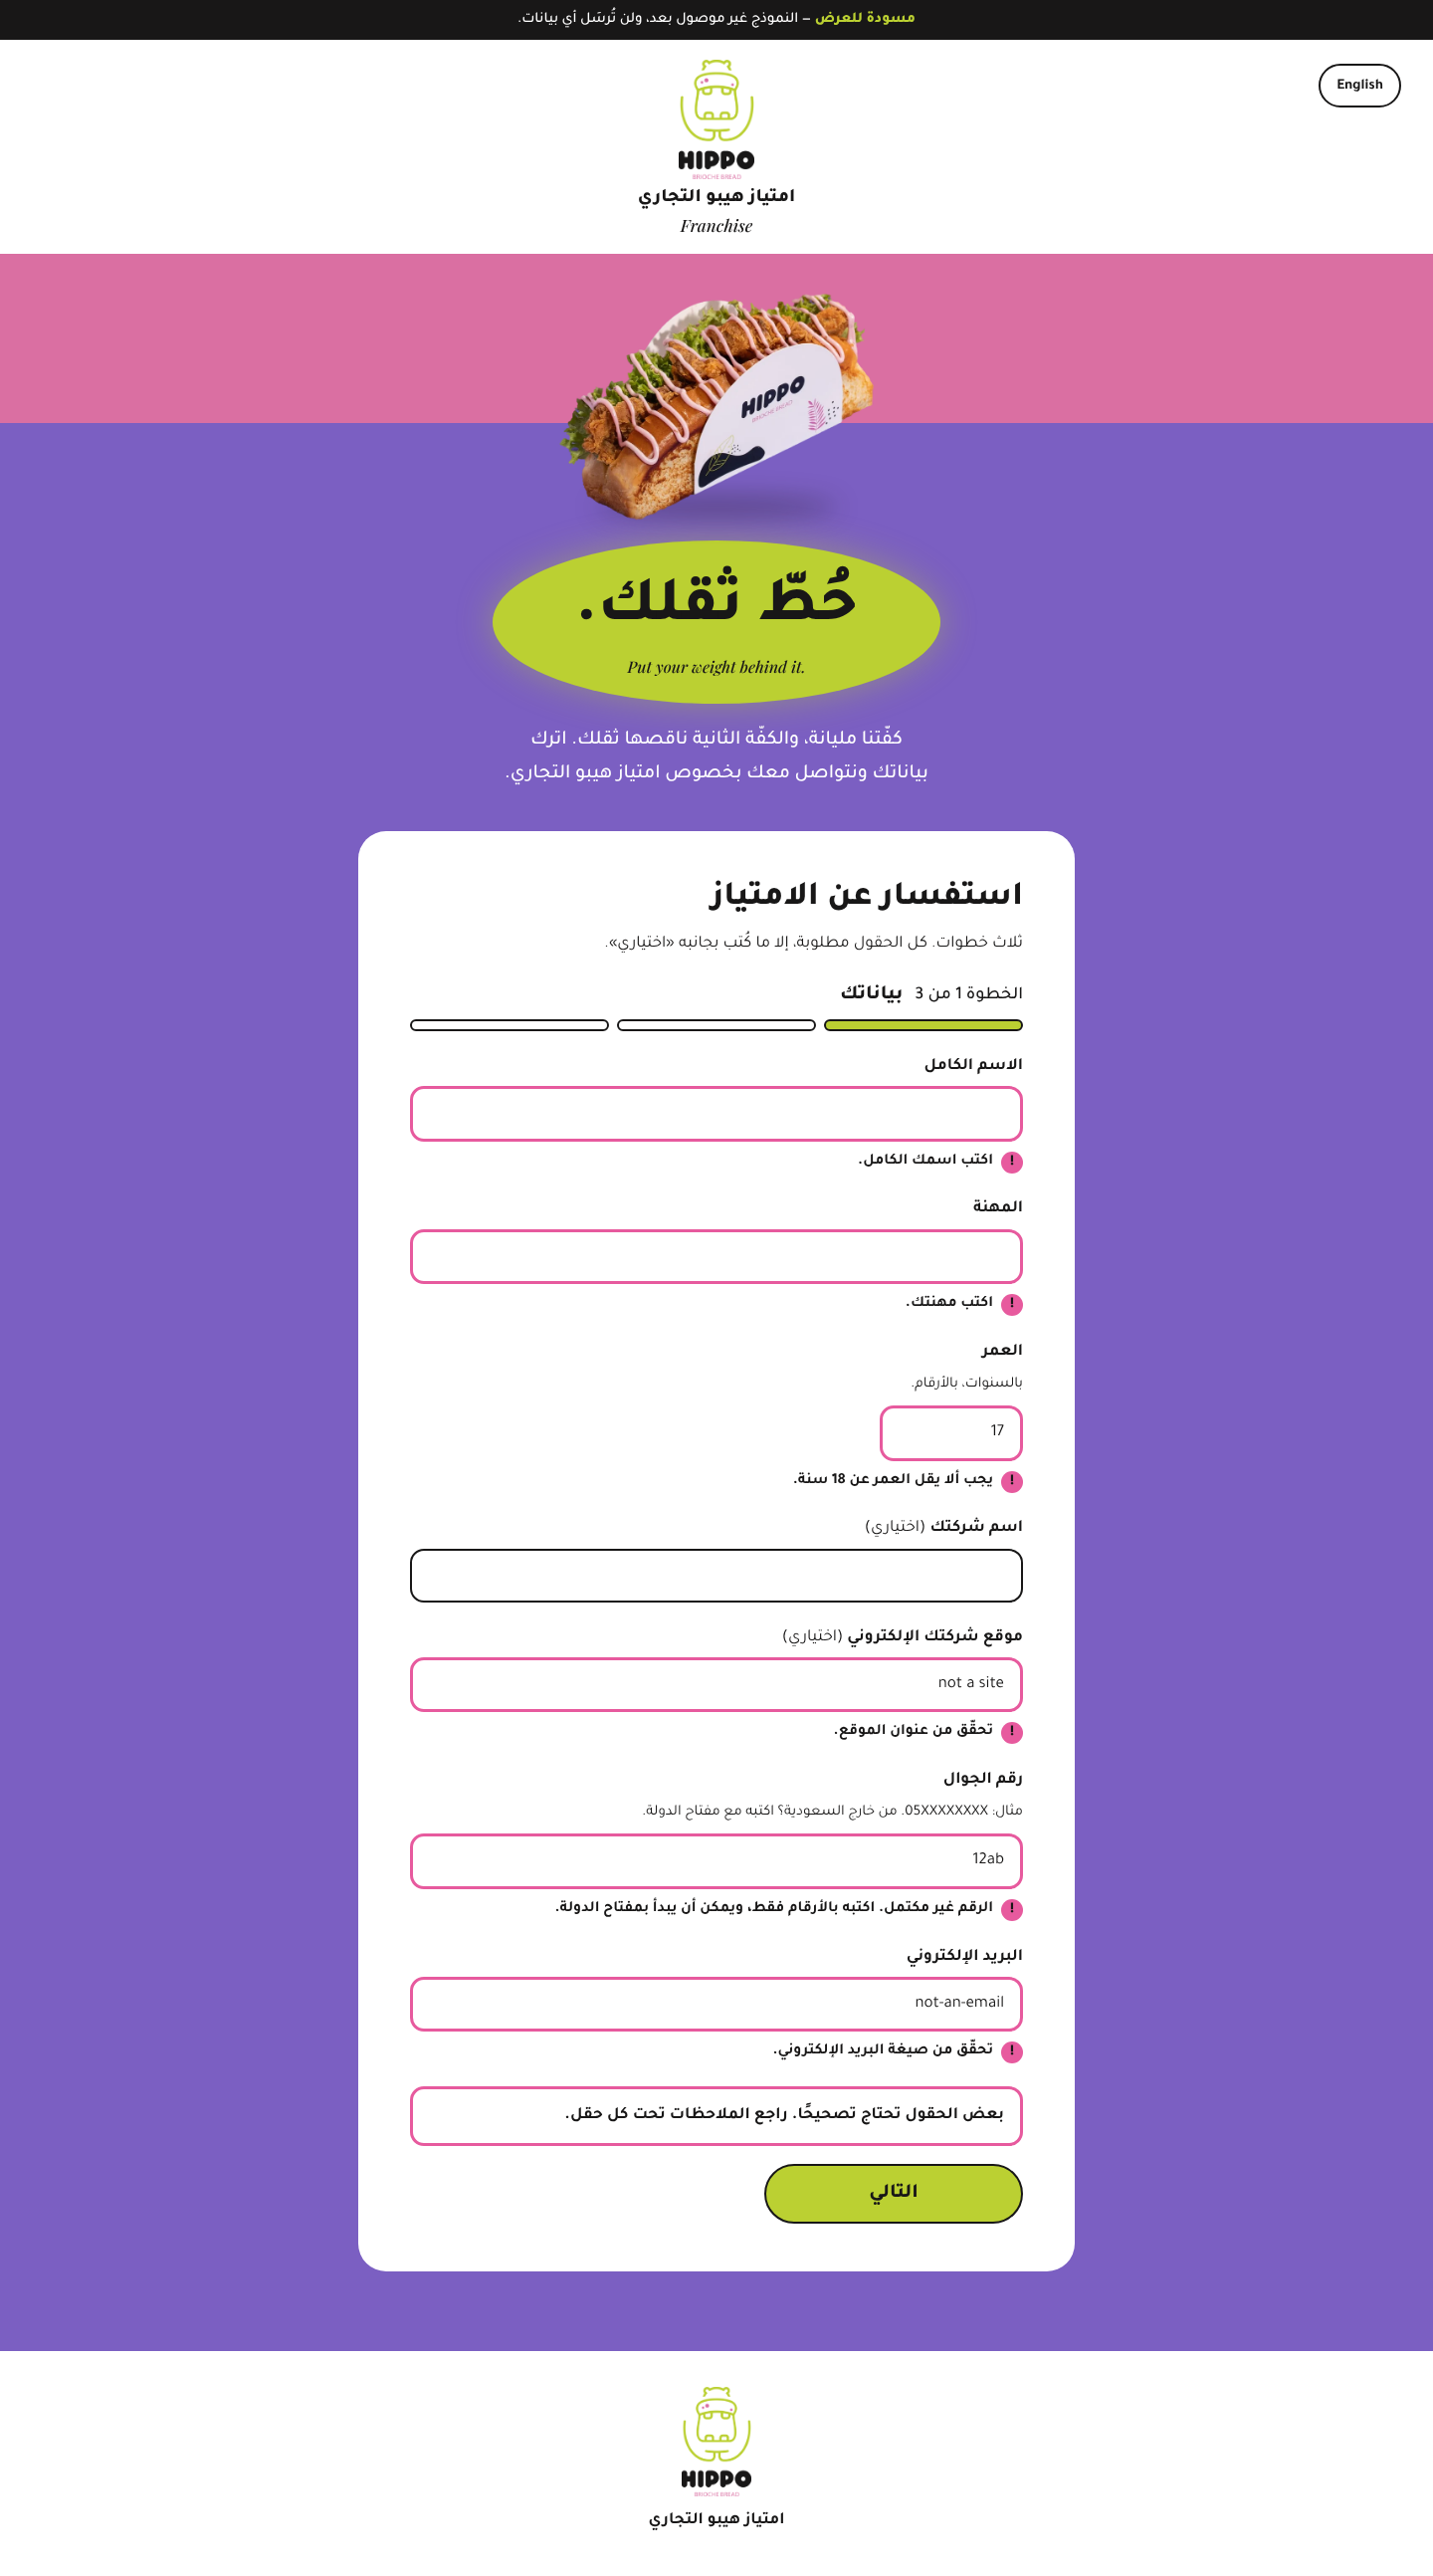 مسودة للعرض – النموذج غير موصول بعد، ولن تُرسَل أي بيانات.
English
HIPPO
BRIOCHE BREAD
امتياز هيبو التجاري
Franchise
HIPPO
BRIOCHE BREAD
حُطّ ثقلك.
Put your weight behind it.
كفّتنا مليانة، والكفّة الثانية ناقصها ثقلك. اترك
بياناتك ونتواصل معك بخصوص امتياز هيبو التجاري.
استفسار عن الامتياز
ثلاث خطوات. كل الحقول مطلوبة، إلا ما كُتب بجانبه «اختياري».
الخطوة 1 من 3 بياناتك
الاسم الكامل
! اكتب اسمك الكامل.
المهنة
! اكتب مهنتك.
العمر
بالسنوات، بالأرقام.
17
! يجب ألا يقل العمر عن 18 سنة.
اسم شركتك (اختياري)
موقع شركتك الإلكتروني (اختياري)
not a site
! تحقّق من عنوان الموقع.
رقم الجوال
مثال: 05XXXXXXXX. من خارج السعودية؟ اكتبه مع مفتاح الدولة.
12ab
! الرقم غير مكتمل. اكتبه بالأرقام فقط، ويمكن أن يبدأ بمفتاح الدولة.
البريد الإلكتروني
not-an-email
! تحقّق من صيغة البريد الإلكتروني.
بعض الحقول تحتاج تصحيحًا. راجع الملاحظات تحت كل حقل.
التالي
HIPPO
BRIOCHE BREAD
امتياز هيبو التجاري